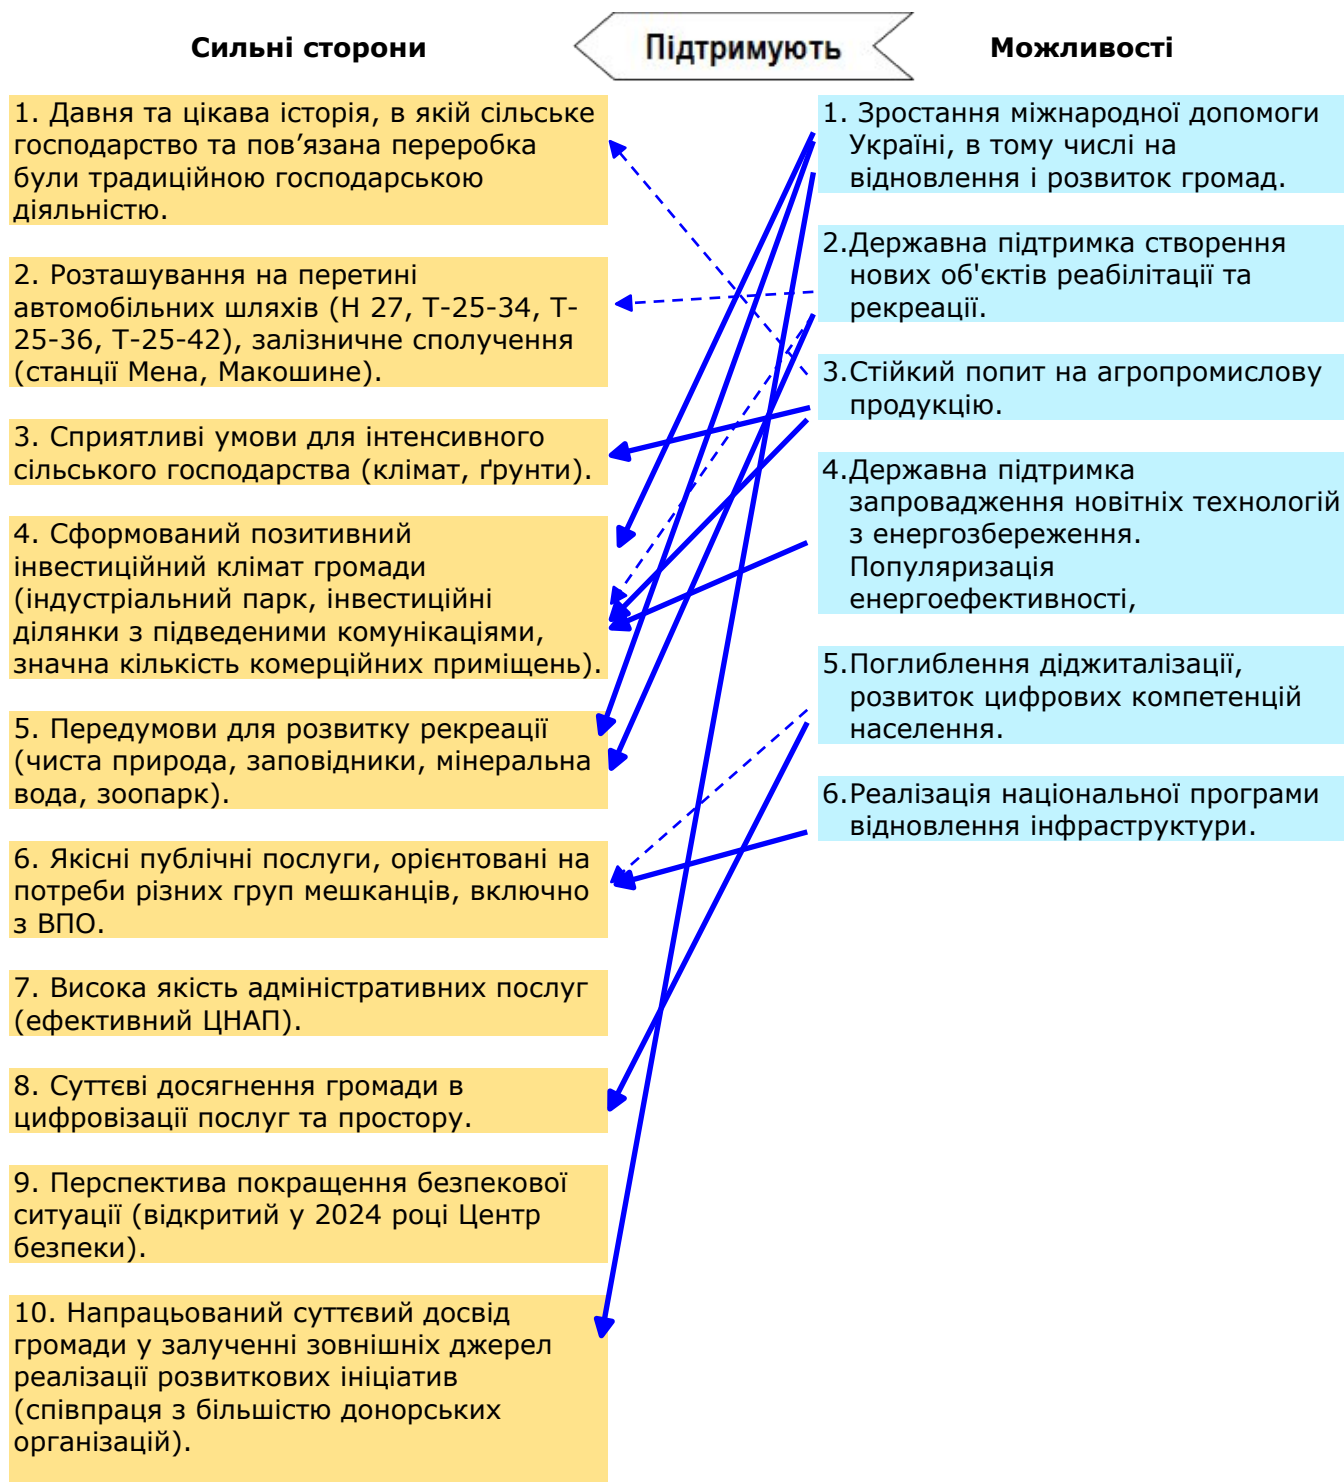 Сильні сторони
Підтримують
Можливості
1. Давня та цікава історія, в якій сільське
господарство та пов’язана переробка
були традиційною господарською
діяльністю.
2. Розташування на перетині
автомобільних шляхів (Н 27, Т-25-34, Т-
25-36, Т-25-42), залізничне сполучення
(станції Мена, Макошине).
3. Сприятливі умови для інтенсивного
сільського господарства (клімат, ґрунти).
4. Сформований позитивний
інвестиційний клімат громади
(індустріальний парк, інвестиційні
ділянки з підведеними комунікаціями,
значна кількість комерційних приміщень).
5. Передумови для розвитку рекреації
(чиста природа, заповідники, мінеральна
вода, зоопарк).
6. Якісні публічні послуги, орієнтовані на
потреби різних груп мешканців, включно
з ВПО.
7. Висока якість адміністративних послуг
(ефективний ЦНАП).
8. Суттєві досягнення громади в
цифровізації послуг та простору.
9. Перспектива покращення безпекової
ситуації (відкритий у 2024 році Центр
безпеки).
10. Напрацьований суттєвий досвід
громади у залученні зовнішніх джерел
реалізації розвиткових ініціатив
(співпраця з більшістю донорських
організацій).
1. Зростання міжнародної допомоги
Україні, в тому числі на
відновлення і розвиток громад.
2.Державна підтримка створення
нових об'єктів реабілітації та
рекреації.
3.Стійкий попит на агропромислову
продукцію.
4.Державна підтримка
запровадження новітніх технологій
з енергозбереження.
Популяризація
енергоефективності,
5.Поглиблення діджиталізації,
розвиток цифрових компетенцій
населення.
6.Реалізація національної програми
відновлення інфраструктури.